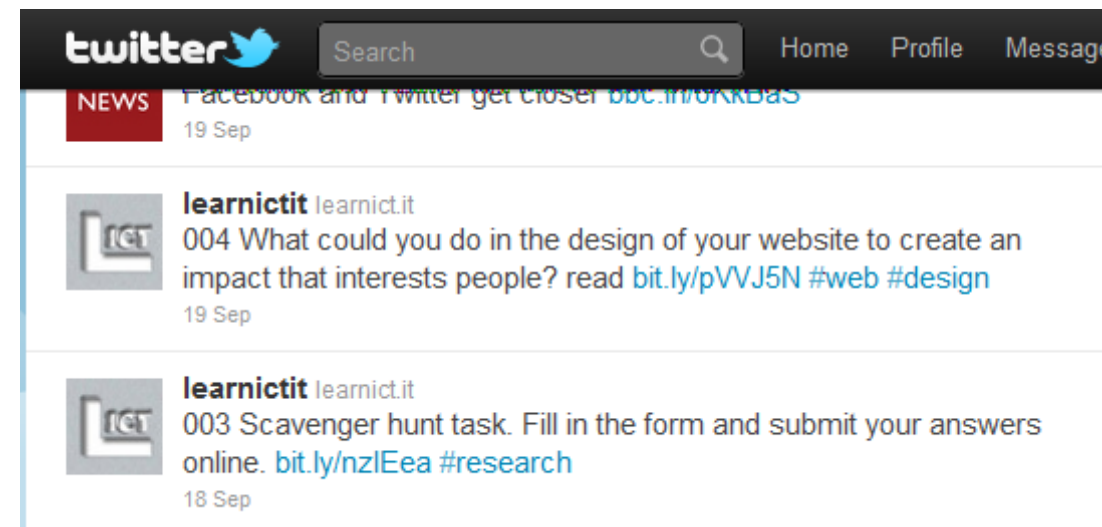 twitter Search Home Profile Message
NEWS Facebook and Twitter get closer
19 Sep
learnictit learnict.it
004 What could you do in the design of your website to create an
impact that interests people? read bit.ly/pVVJ5N #web #design
19 Sep
learnictit learnict.it
003 Scavenger hunt task. Fill in the form and submit your answers
online. bit.ly/nzlEea #research
18 Sep